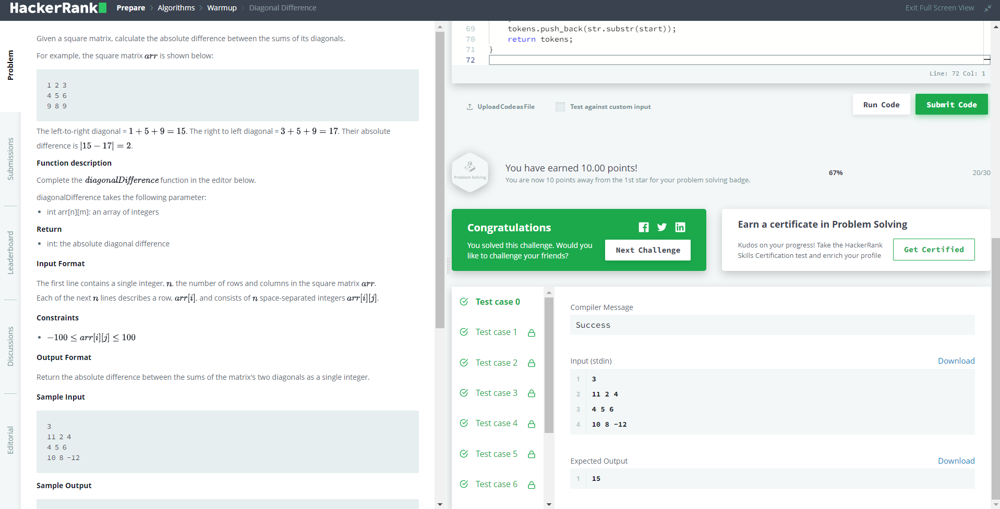 HackerRank Prepare > Algorithms > Warmup > Diagonal Difference
Exit Full Screen View
Problem
Submissions
Leaderboard
Discussions
Editorial
Given a square matrix, calculate the absolute difference between the sums of its diagonals.
For example, the square matrix arr is shown below:
1 2 3
4 5 6
9 8 9
The left-to-right diagonal = 1 + 5 + 9 = 15. The right to left diagonal = 3 + 5 + 9 = 17. Their absolute
difference is |15 − 17| = 2.
Function description
Complete the diagonalDifference function in the editor below.
diagonalDifference takes the following parameter:
• int arr[n][m]: an array of integers
Return
• int: the absolute diagonal difference
Input Format
The first line contains a single integer, n, the number of rows and columns in the square matrix arr.
Each of the next n lines describes a row, arr[i], and consists of n space-separated integers arr[i][j].
Constraints
• −100 ≤ arr[i][j] ≤ 100
Output Format
Return the absolute difference between the sums of the matrix's two diagonals as a single integer.
Sample Input
3
11 2 4
4 5 6
10 8 -12
Sample Output
69 tokens.push_back(str.substr(start));
70 return tokens;
71 }
72
Line: 72 Col: 1
Upload Code as File
Test against custom input
Run Code
Submit Code
Problem Solving
You have earned 10.00 points!
You are now 10 points away from the 1st star for your problem solving badge.
67%
20/30
Congratulations
You solved this challenge. Would you
like to challenge your friends?
Next Challenge
Earn a certificate in Problem Solving
Kudos on your progress! Take the HackerRank
Skills Certification test and enrich your profile
Get Certified
Test case 0
Test case 1
Test case 2
Test case 3
Test case 4
Test case 5
Test case 6
Compiler Message
Success
Input (stdin)
Download
1 3
2 11 2 4
3 4 5 6
4 10 8 -12
Expected Output
Download
1 15